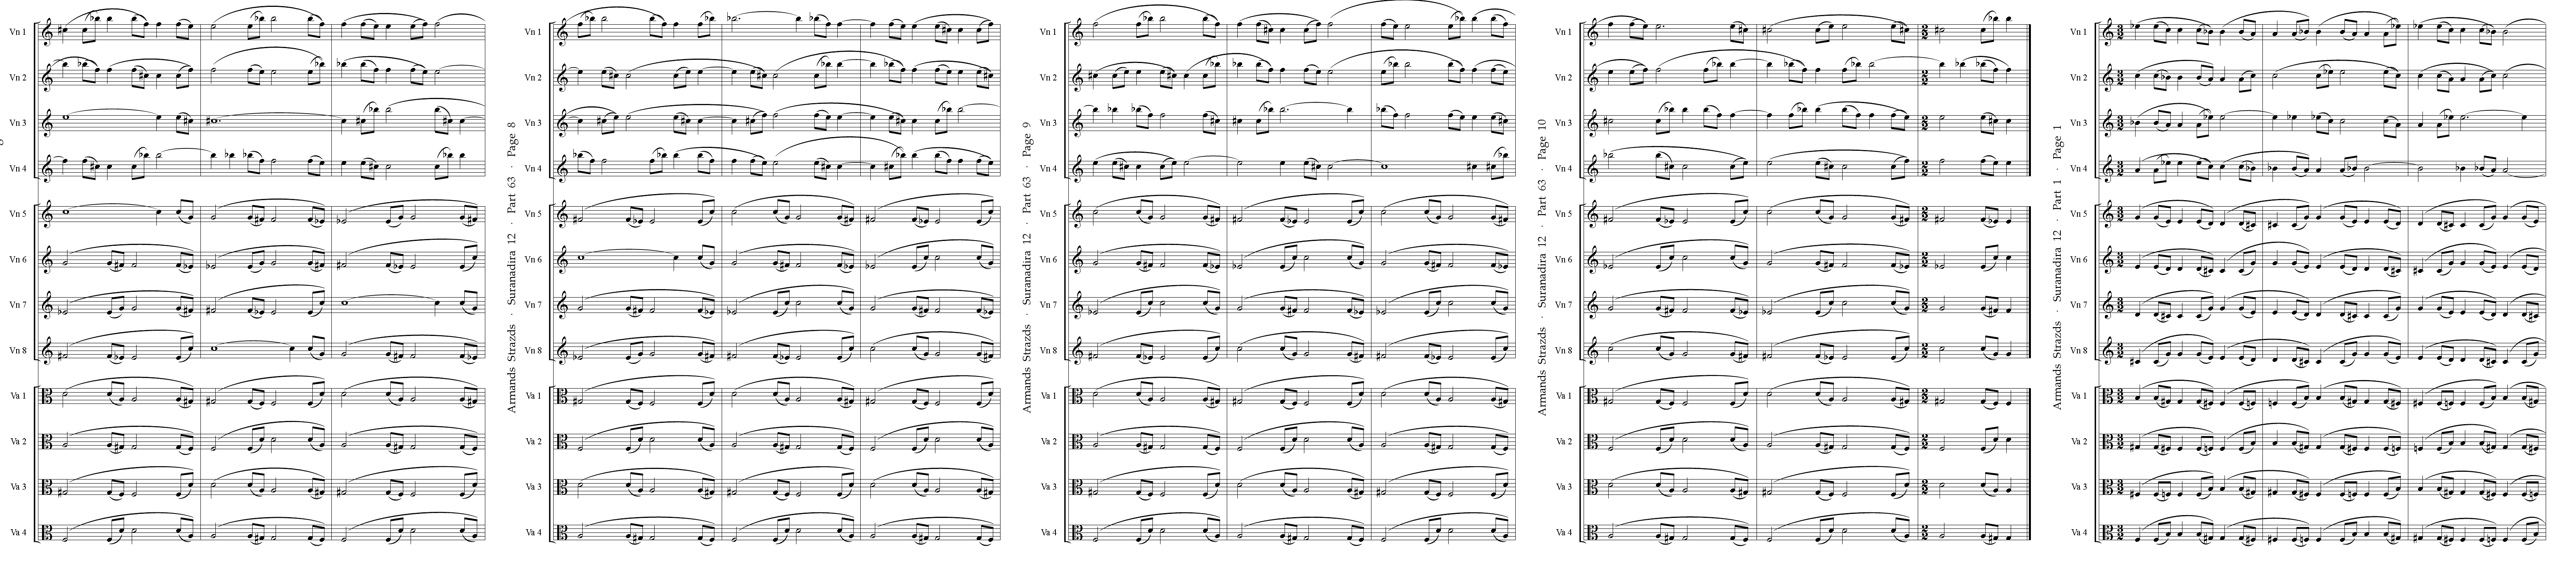 Vn 1
Vn 2
Vn 3
Vn 4
Vn 5
Vn 6
Vn 7
Vn 8
Va 1
Va 2
Va 3
Va 4
Armands Strazds · Suranadira 12 · Part 63 · Page 8
Vn 1
Vn 2
Vn 3
Vn 4
Vn 5
Vn 6
Vn 7
Vn 8
Va 1
Va 2
Va 3
Va 4
Armands Strazds · Suranadira 12 · Part 63 · Page 9
Vn 1
Vn 2
Vn 3
Vn 4
Vn 5
Vn 6
Vn 7
Vn 8
Va 1
Va 2
Va 3
Va 4
Armands Strazds · Suranadira 12 · Part 63 · Page 10
Vn 1
Vn 2
Vn 3
Vn 4
Vn 5
Vn 6
Vn 7
Vn 8
Va 1
Va 2
Va 3
Va 4
Armands Strazds · Suranadira 12 · Part 1 · Page 1
Vn 1
Vn 2
Vn 3
Vn 4
Vn 5
Vn 6
Vn 7
Vn 8
Va 1
Va 2
Va 3
Va 4